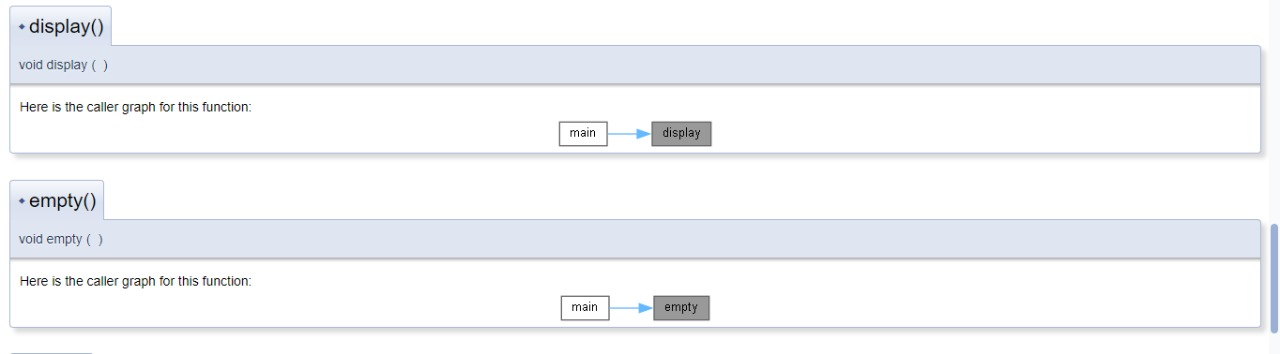 ◆ display()
void display ( )
Here is the caller graph for this function:
main display
◆ empty()
void empty ( )
Here is the caller graph for this function:
main empty